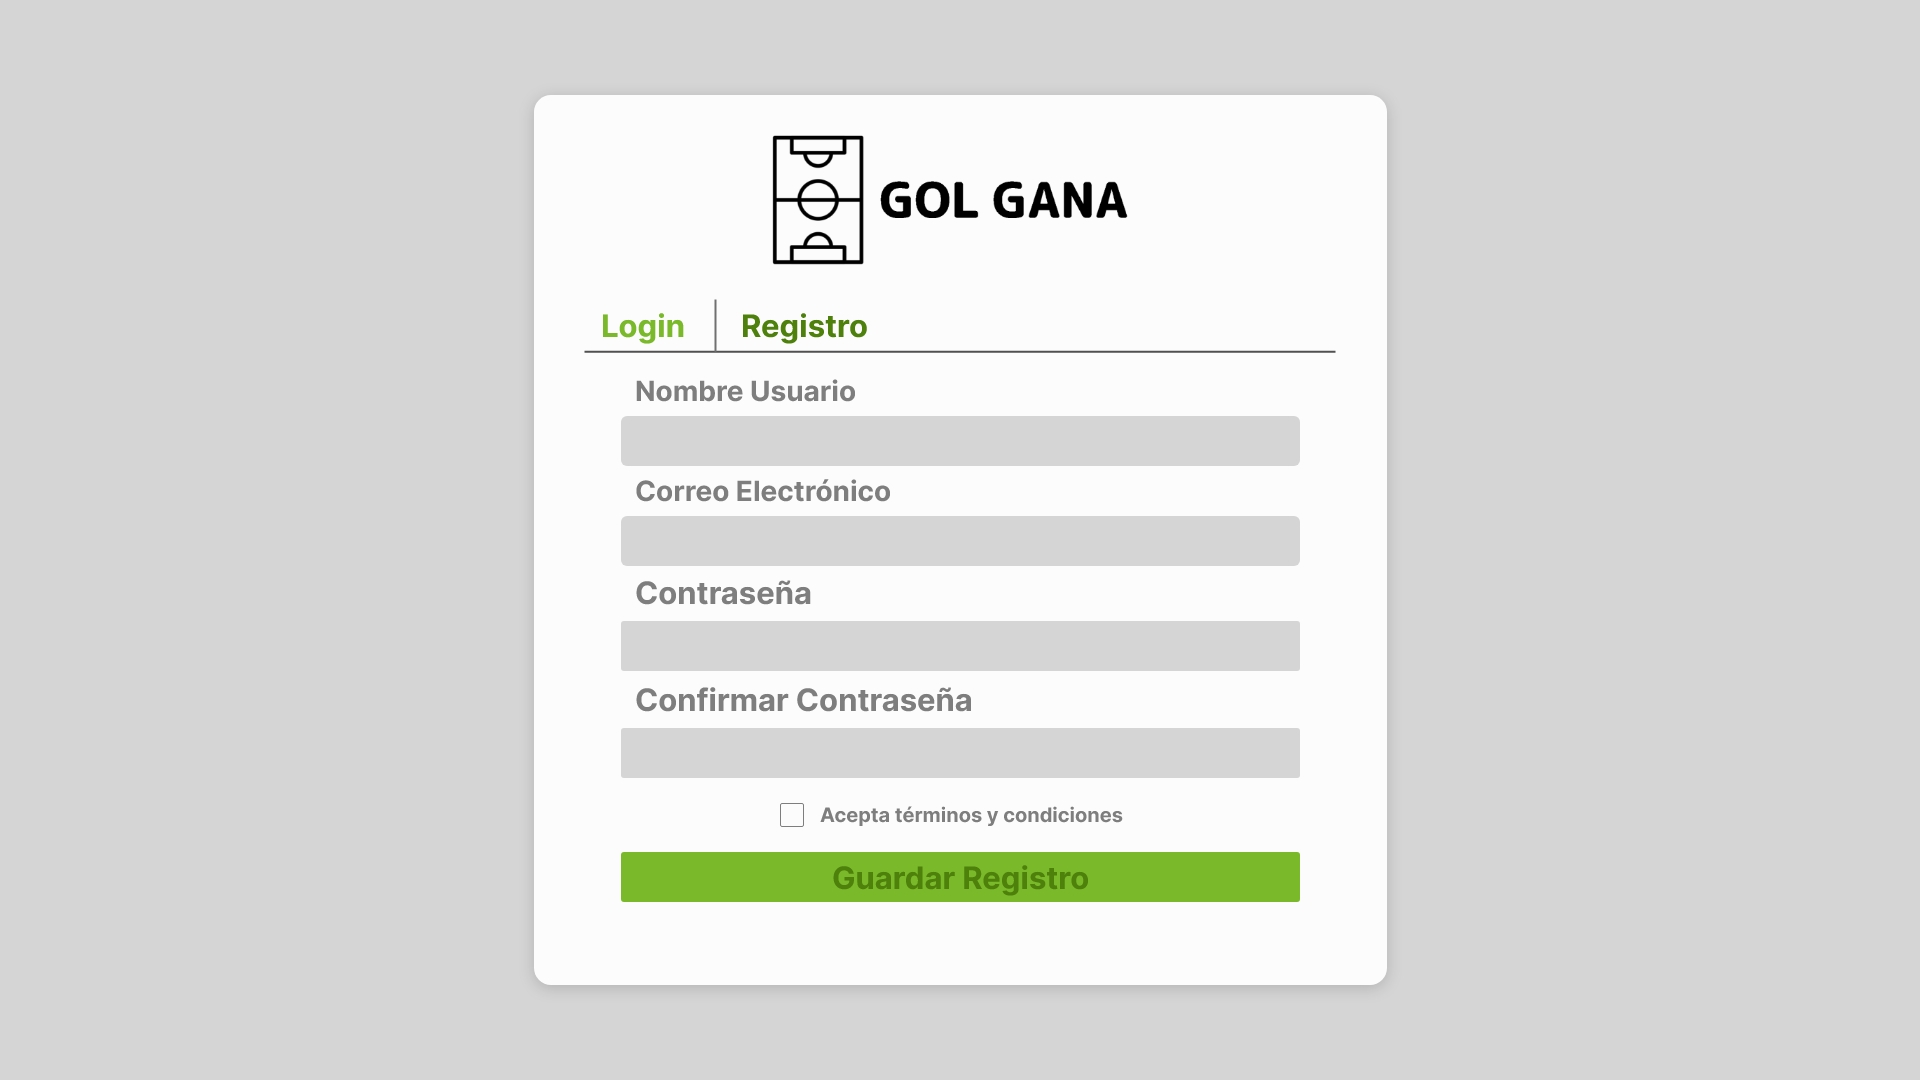 GOL GANA
Login
Registro
Nombre Usuario
Correo Electrónico
Contraseña
Confirmar Contraseña
Acepta términos y condiciones
Guardar Registro